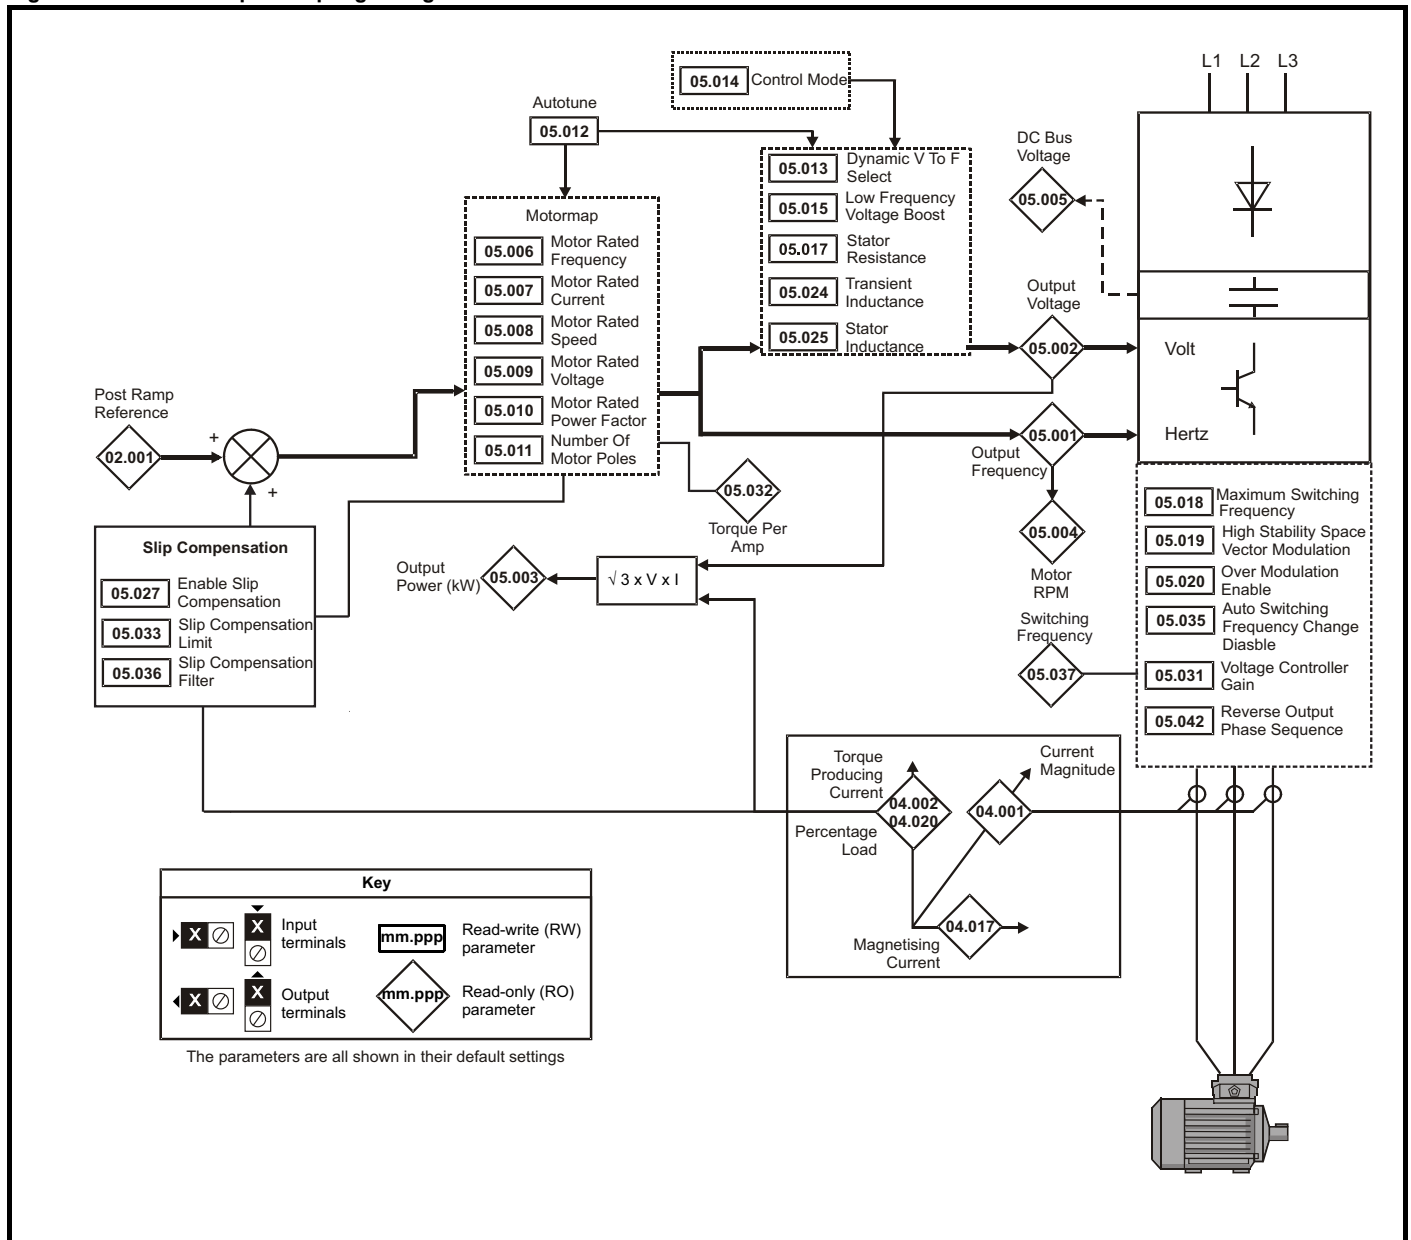 L1 L2 L3
05.014 Control Mode
Autotune
05.012
DC Bus
Voltage
05.005
05.013 Dynamic V To F
Select
05.015 Low Frequency
Voltage Boost
05.017 Stator
Resistance
05.024 Transient
Inductance
05.025 Stator
Inductance
Motormap
05.006 Motor Rated
Frequency
05.007 Motor Rated
Current
05.008 Motor Rated
Speed
05.009 Motor Rated
Voltage
05.010 Motor Rated
Power Factor
05.011 Number Of
Motor Poles
Output
Voltage
05.002
Volt
Hertz
Post Ramp
Reference
02.001
+
+
05.001
Output
Frequency
05.032
Torque Per
Amp
05.004
Motor
RPM
Slip Compensation
05.027 Enable Slip
Compensation
05.033 Slip Compensation
Limit
05.036 Slip Compensation
Filter
Output
Power (kW)
05.003
√ 3 x V x I
Switching
Frequency
05.037
05.018 Maximum Switching
Frequency
05.019 High Stability Space
Vector Modulation
05.020 Over Modulation
Enable
05.035 Auto Switching
Frequency Change
Diasble
05.031 Voltage Controller
Gain
05.042 Reverse Output
Phase Sequence
Torque
Producing
Current
04.002
04.020
Percentage
Load
Current
Magnitude
04.001
04.017
Magnetising
Current
Key
X X Input
terminals
mm.ppp Read-write (RW)
parameter
X X Output
terminals
mm.ppp Read-only (RO)
parameter
The parameters are all shown in their default settings